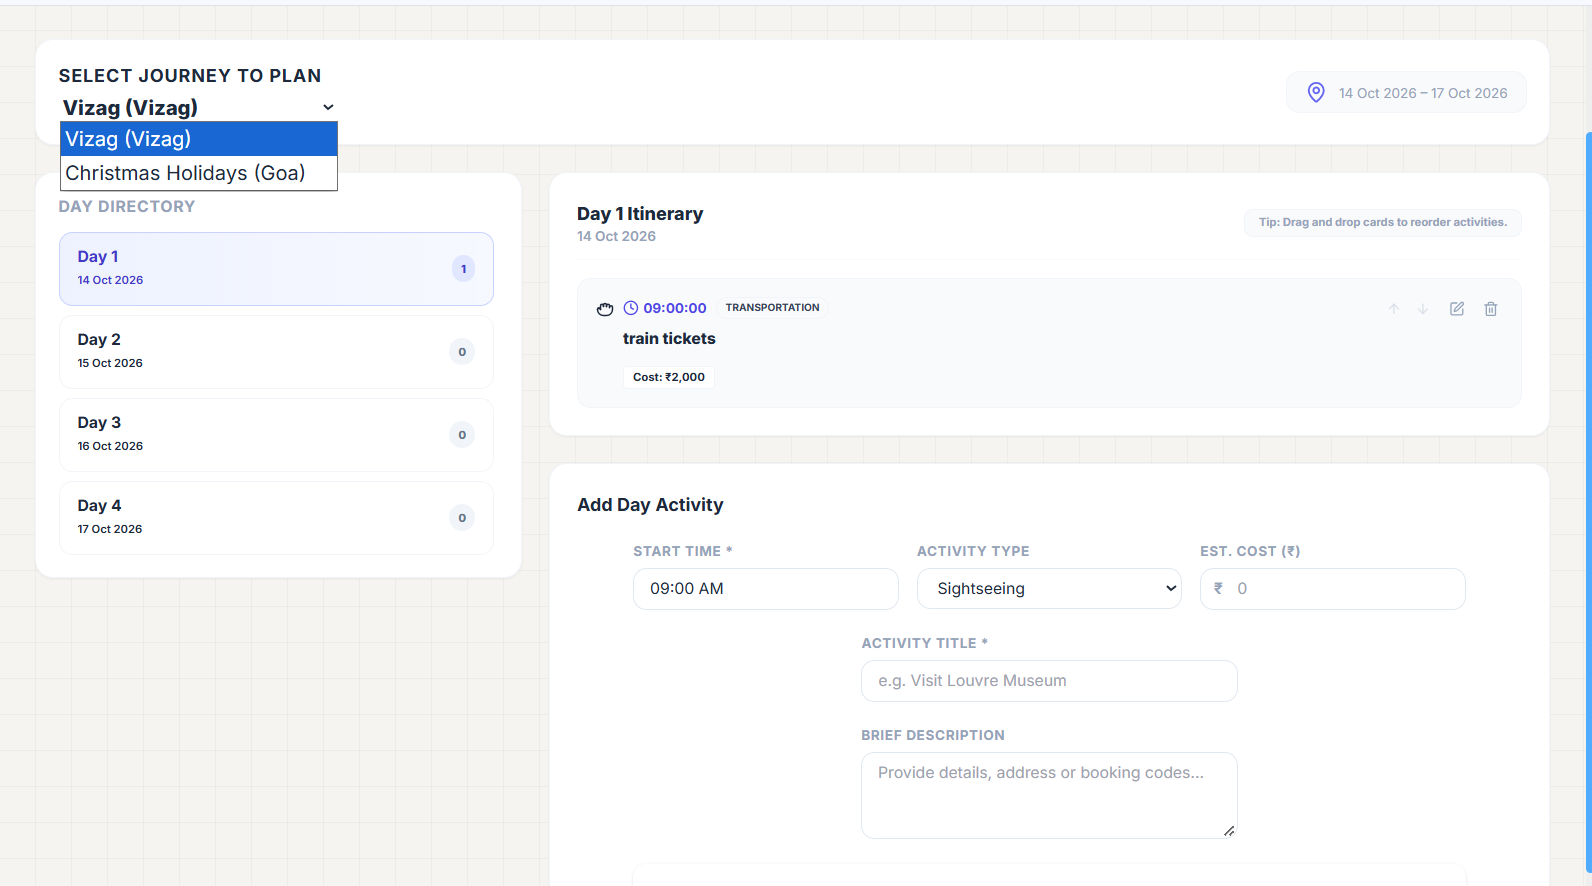 SELECT JOURNEY TO PLAN
Vizag (Vizag)
Vizag (Vizag)
Christmas Holidays (Goa)
14 Oct 2026 – 17 Oct 2026
DAY DIRECTORY
Day 1
14 Oct 2026
1
Day 2
15 Oct 2026
0
Day 3
16 Oct 2026
0
Day 4
17 Oct 2026
0
Day 1 Itinerary
14 Oct 2026
Tip: Drag and drop cards to reorder activities.
09:00:00 TRANSPORTATION
train tickets
Cost: ₹2,000
Add Day Activity
START TIME * ACTIVITY TYPE EST. COST (₹)
09:00 AM Sightseeing ₹ 0
ACTIVITY TITLE *
e.g. Visit Louvre Museum
BRIEF DESCRIPTION
Provide details, address or booking codes...